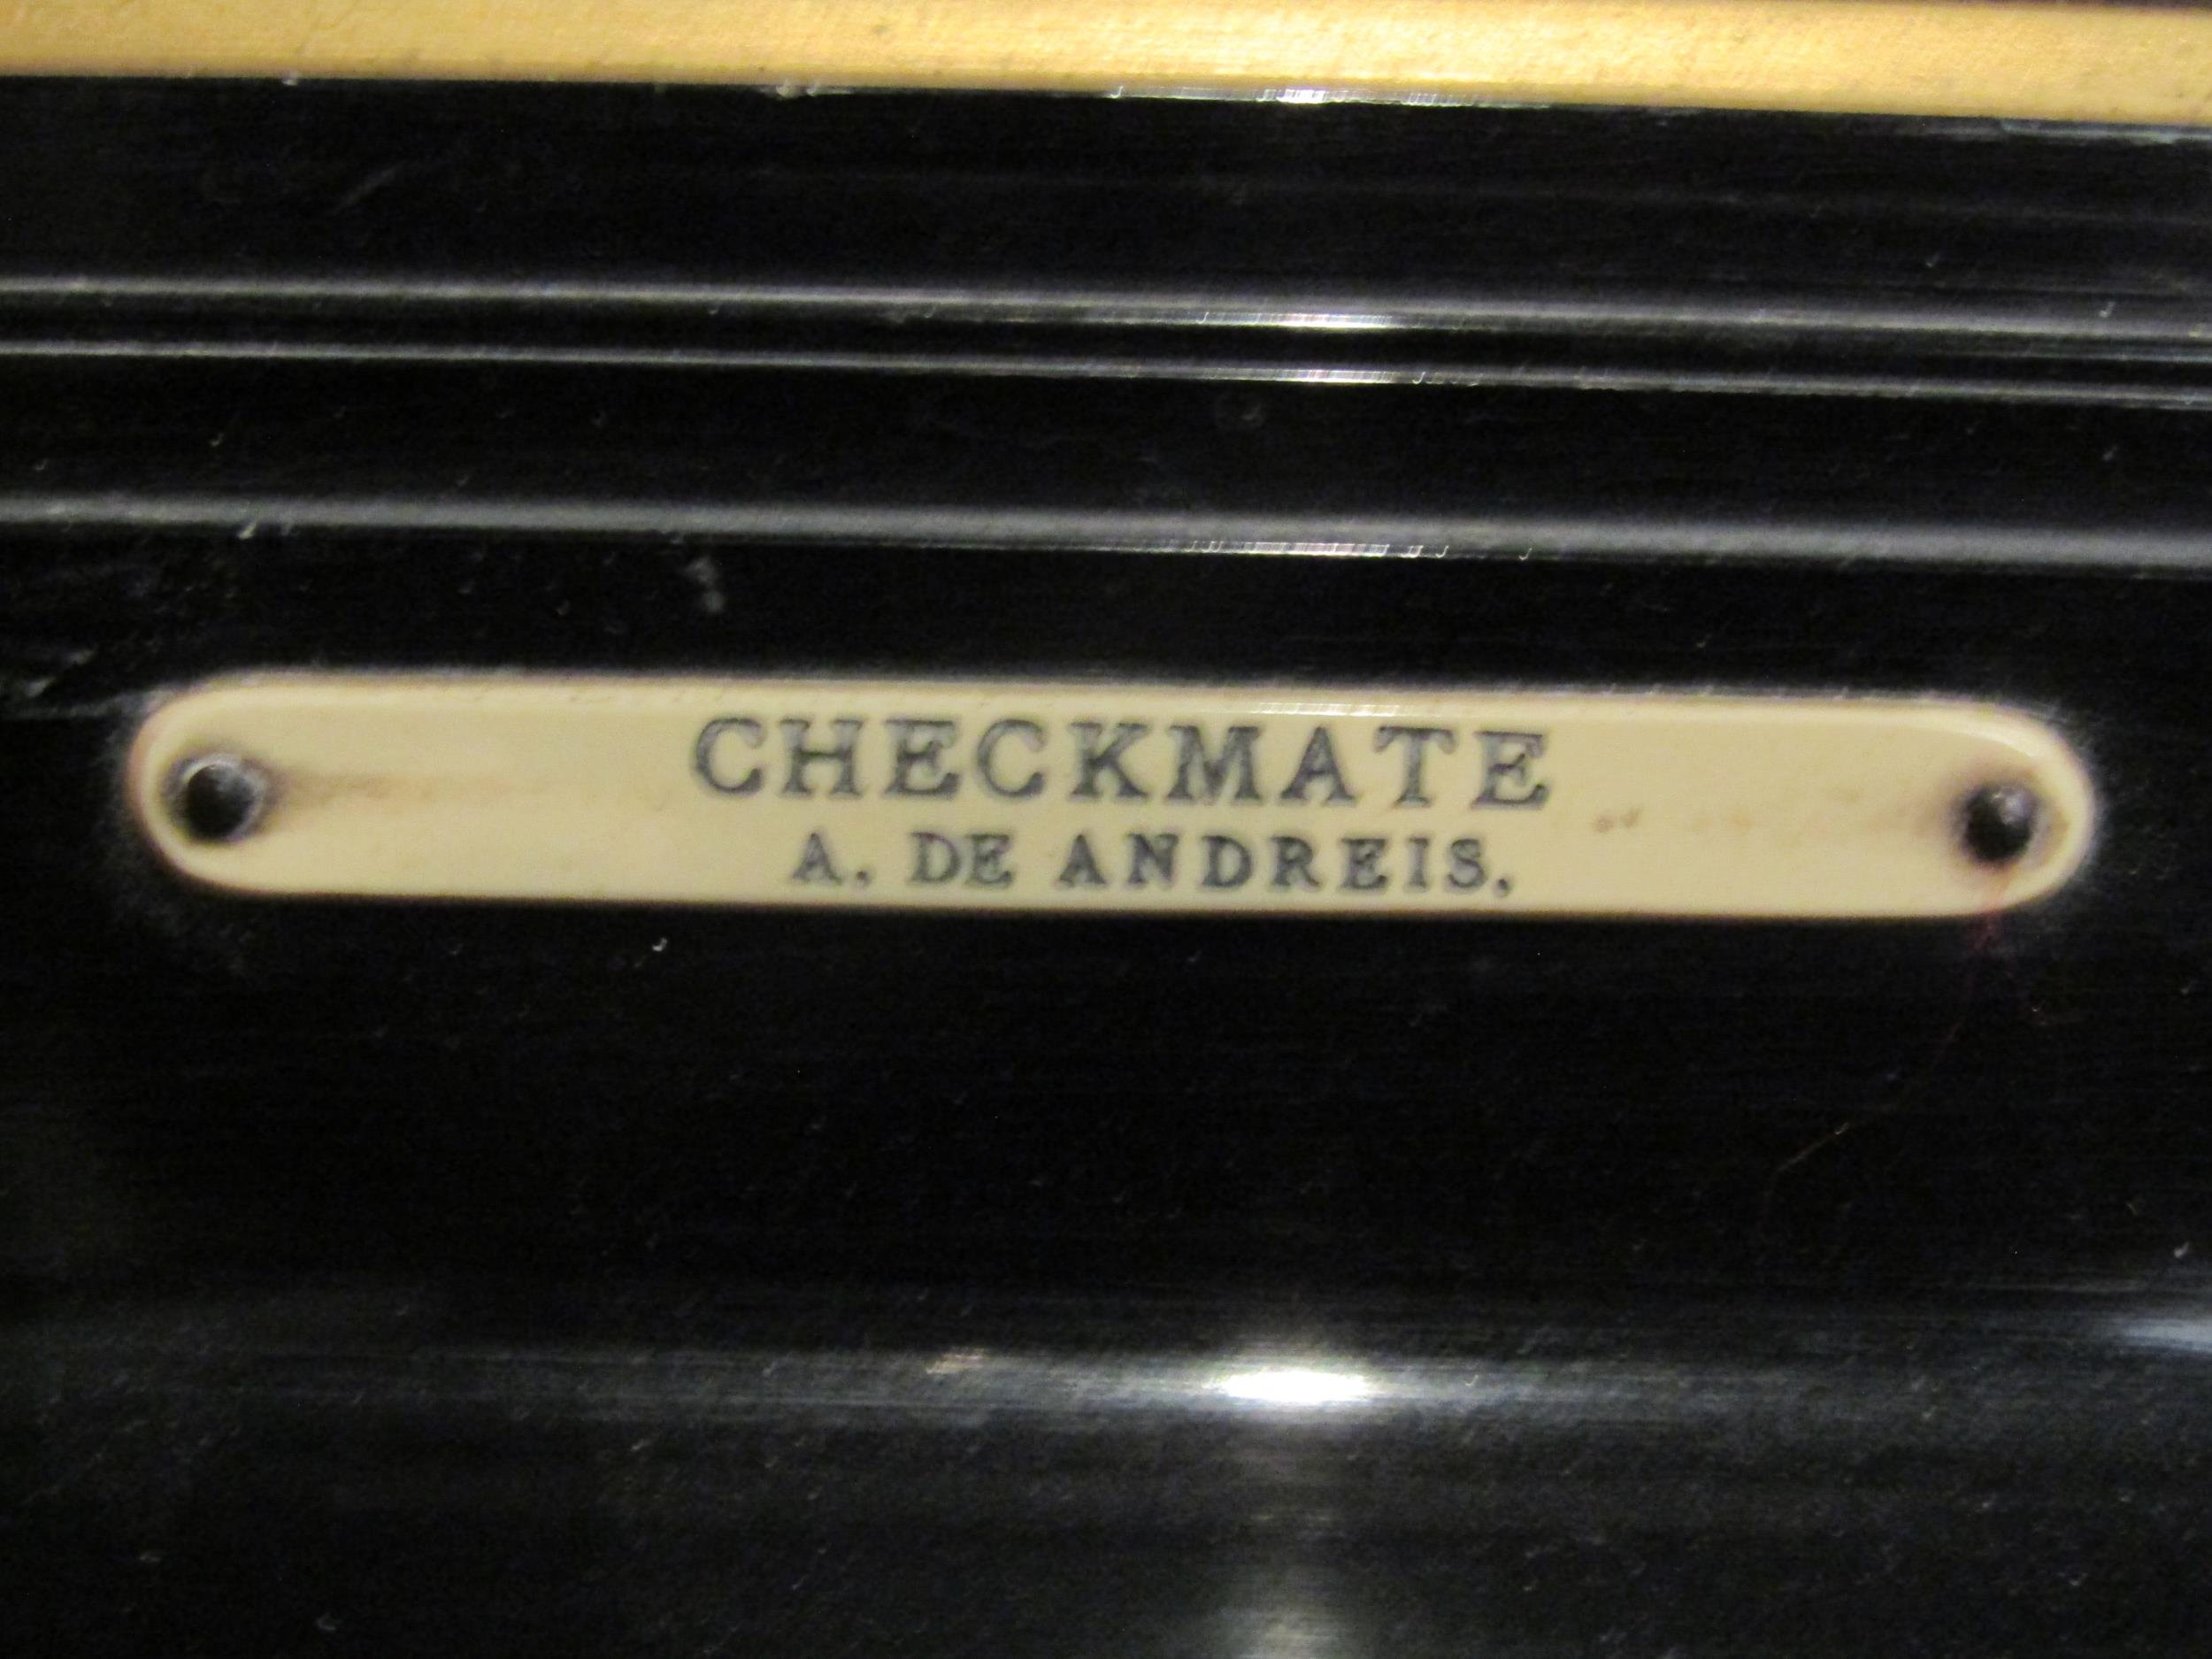 CHECKMATE
A. DE ANDREIS,